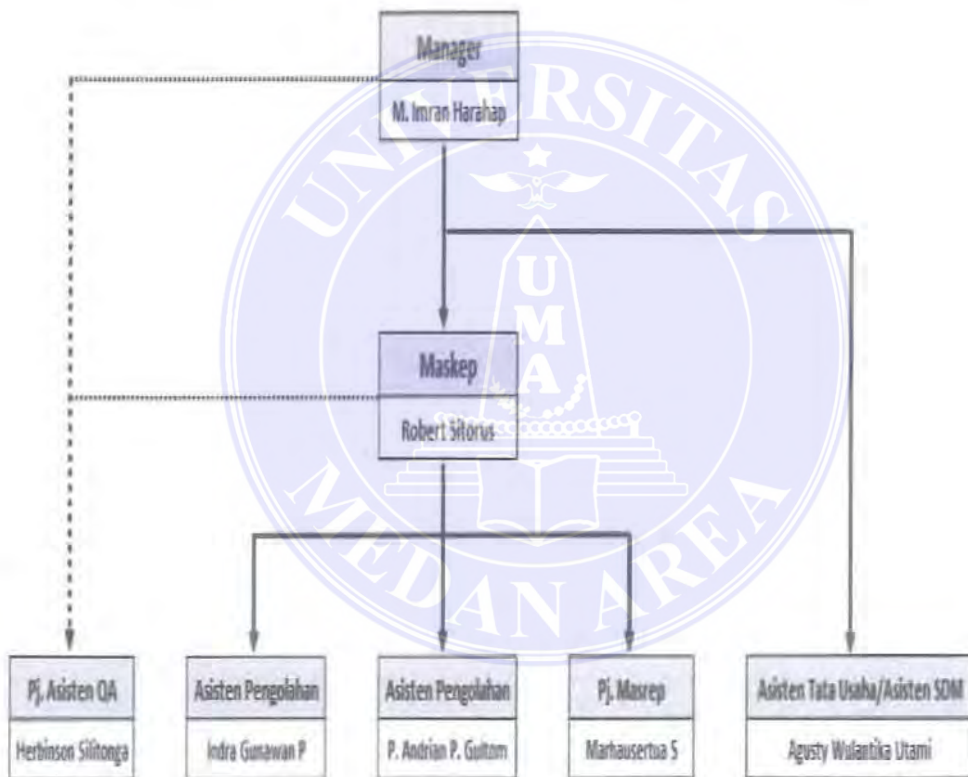 Manager
M. Imran Harahap
UNIVERSITAS
UMA
Maskep
Robert Sitorus
MEDAN AREA
Pj. Asisten QA
Asisten Pengolahan
Asisten Pengolahan
Pj. Masrep
Asisten Tata Usaha/Asisten SDM
Herbinson Silitonga
Indra Gunawan P
P. Andrian P. Gultom
Marhausertua S
Agusty Wulantika Utami